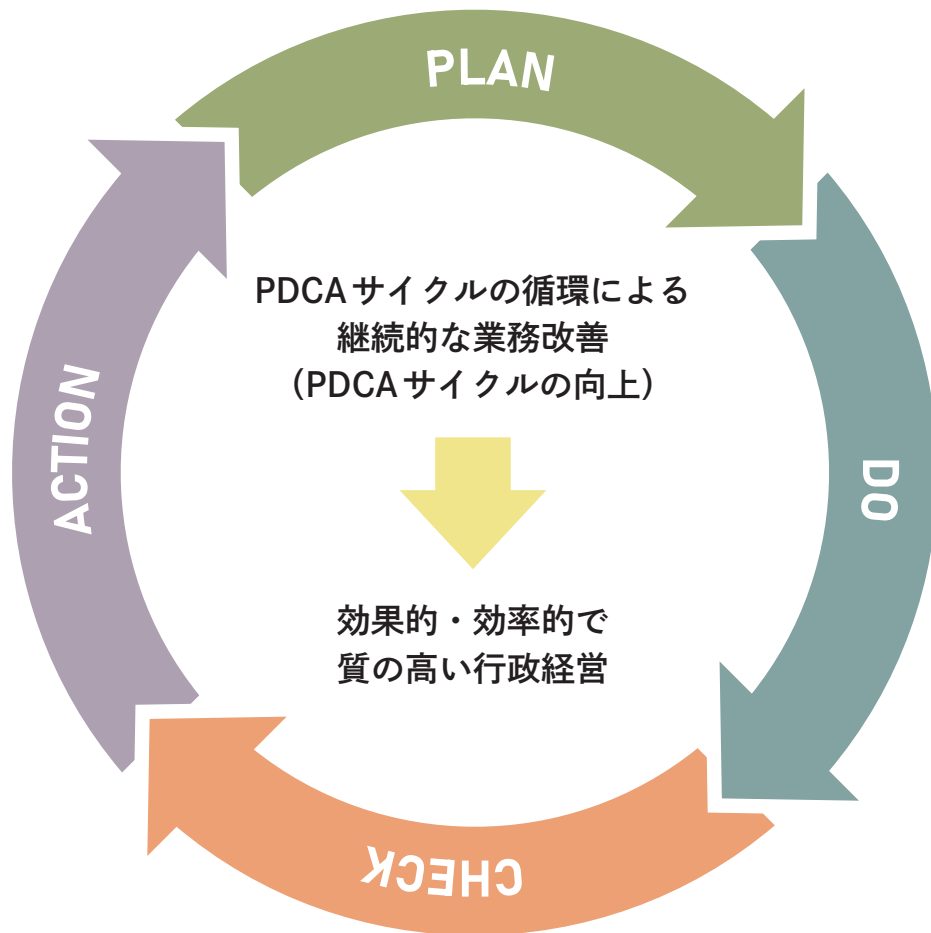 PLAN
DO
CHECK
ACTION
PDCAサイクルの循環による
継続的な業務改善
（PDCAサイクルの向上）
効果的・効率的で
質の高い行政経営